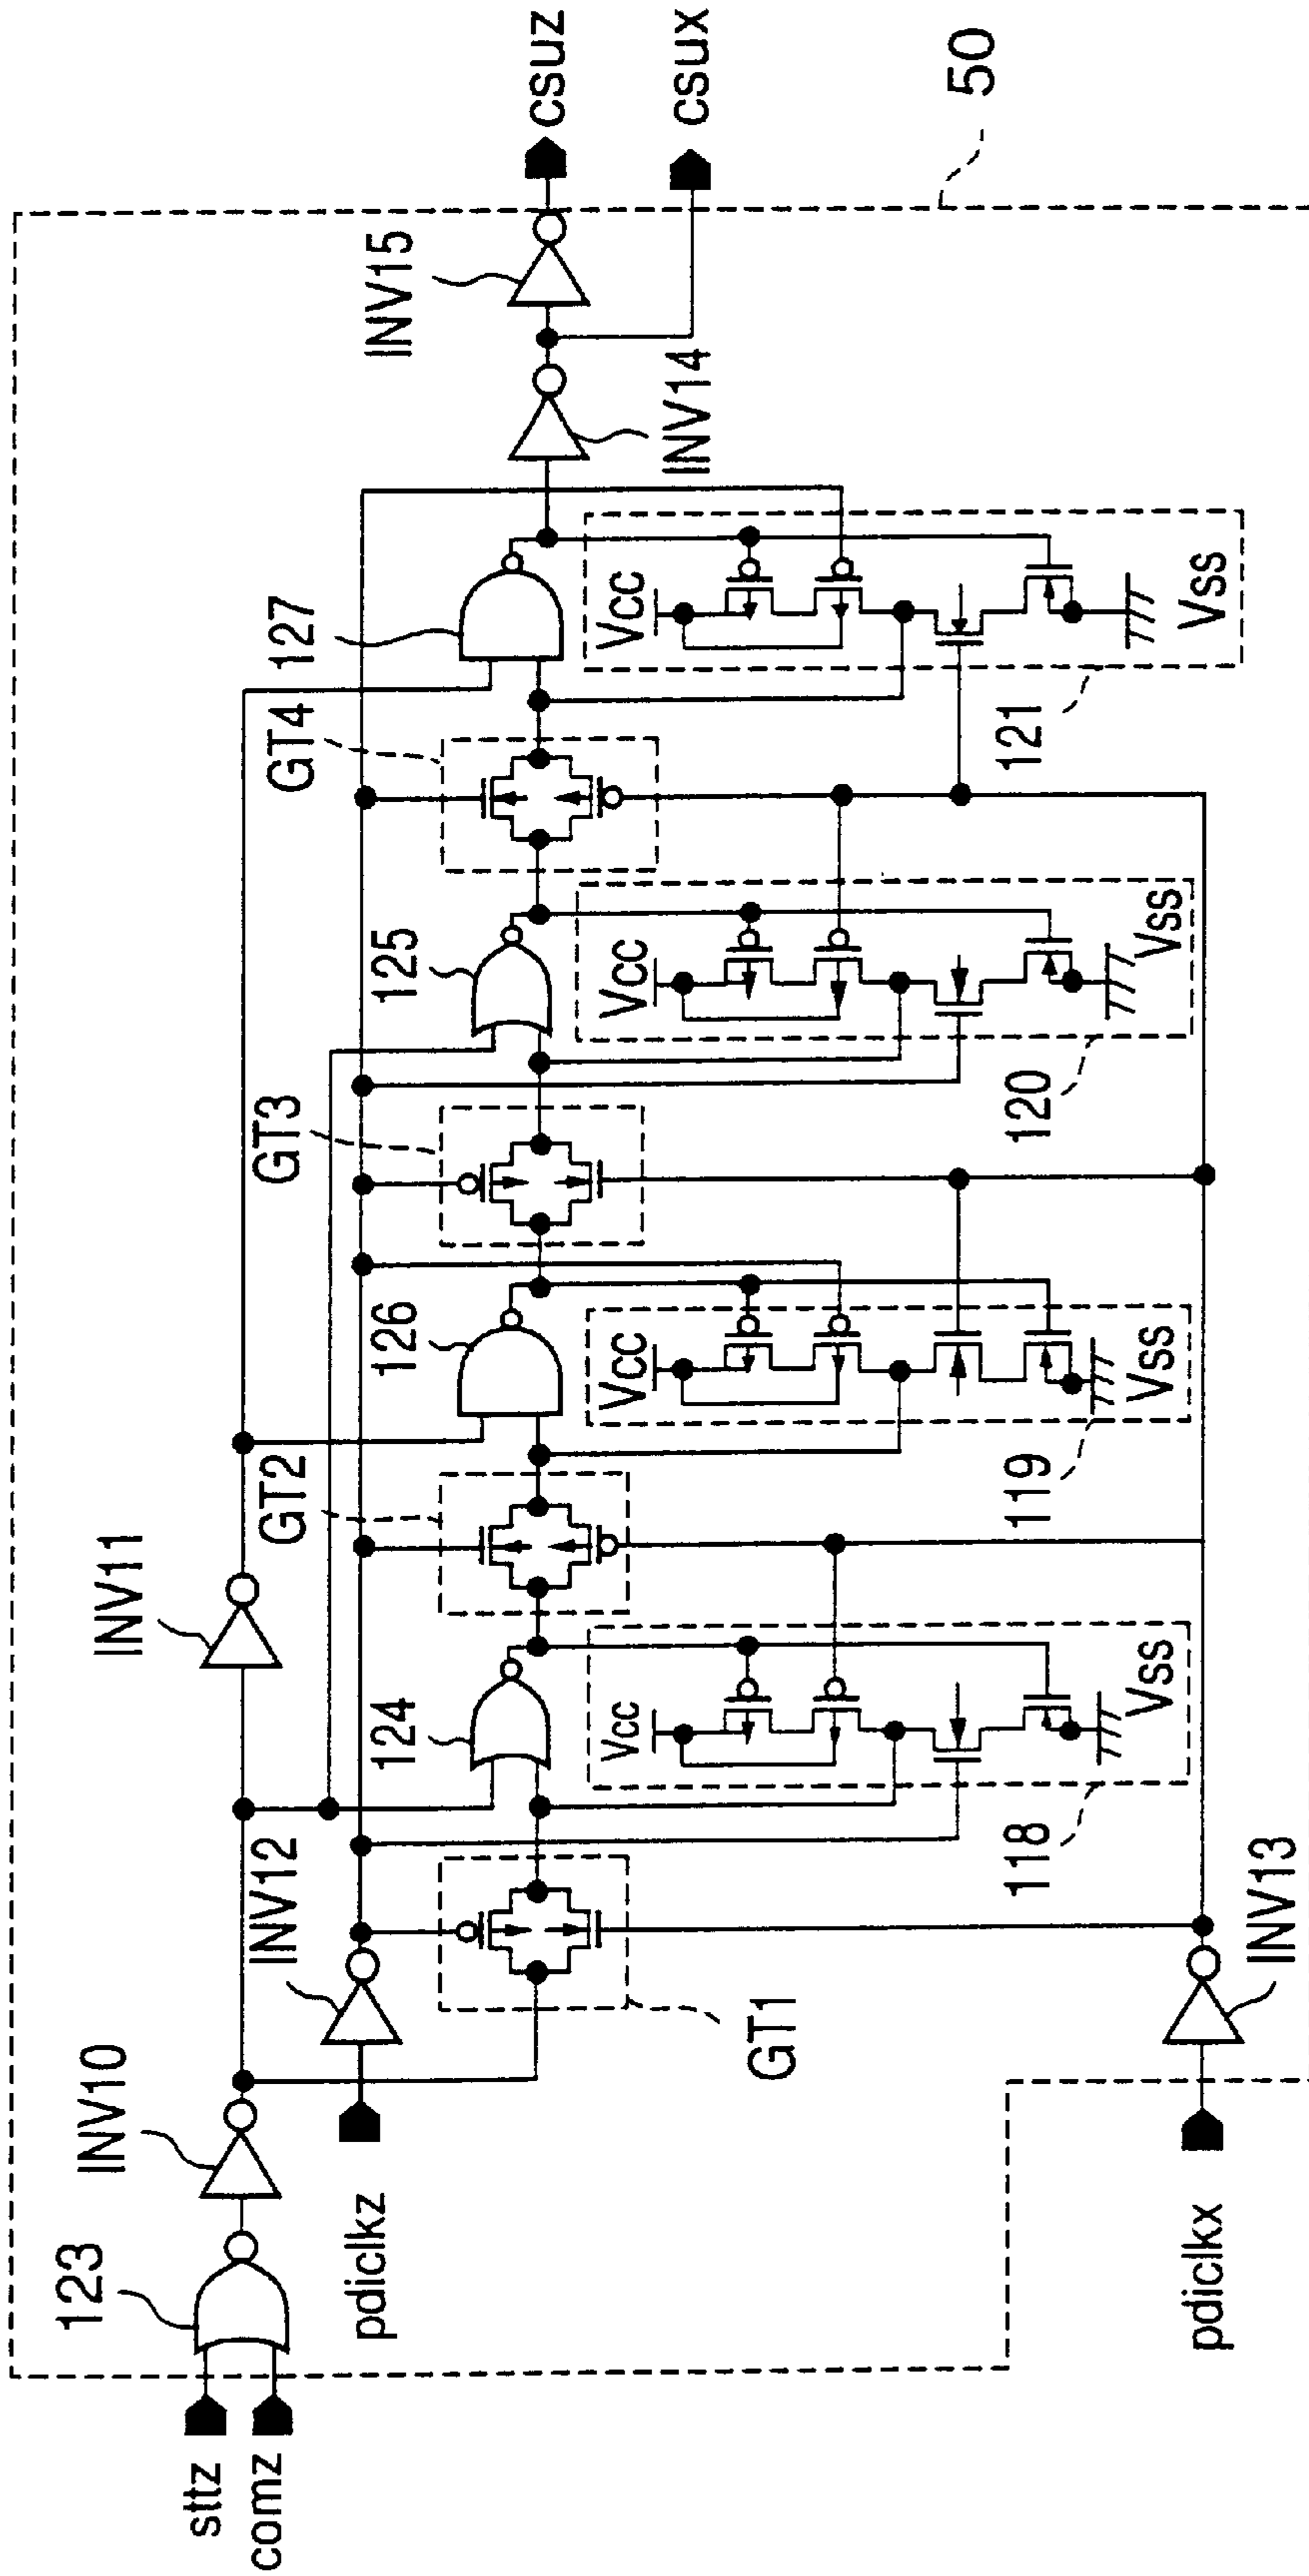 sttz
comz
123
INV10
pdiclkz
pdiclkx
INV12
INV13
GT1
INV11
124
118
Vcc
Vss
GT2
126
119
Vcc
Vss
GT3
125
120
Vcc
Vss
GT4
127
121
Vcc
Vss
INV14
INV15
csuz
csux
50